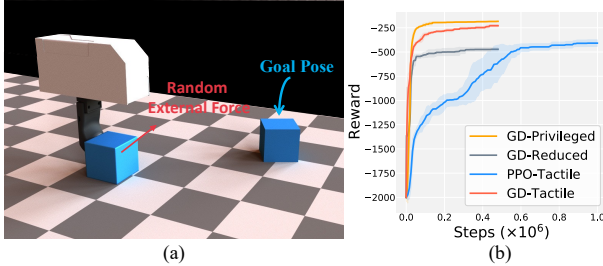 Goal Pose
Random
External Force
(a)
Reward
−250
−500
−750
−1000
−1250
−1500
−1750
−2000
GD-Privileged
GD-Reduced
PPO-Tactile
GD-Tactile
0.0 0.2 0.4 0.6 0.8 1.0
Steps (×10⁶)
(b)